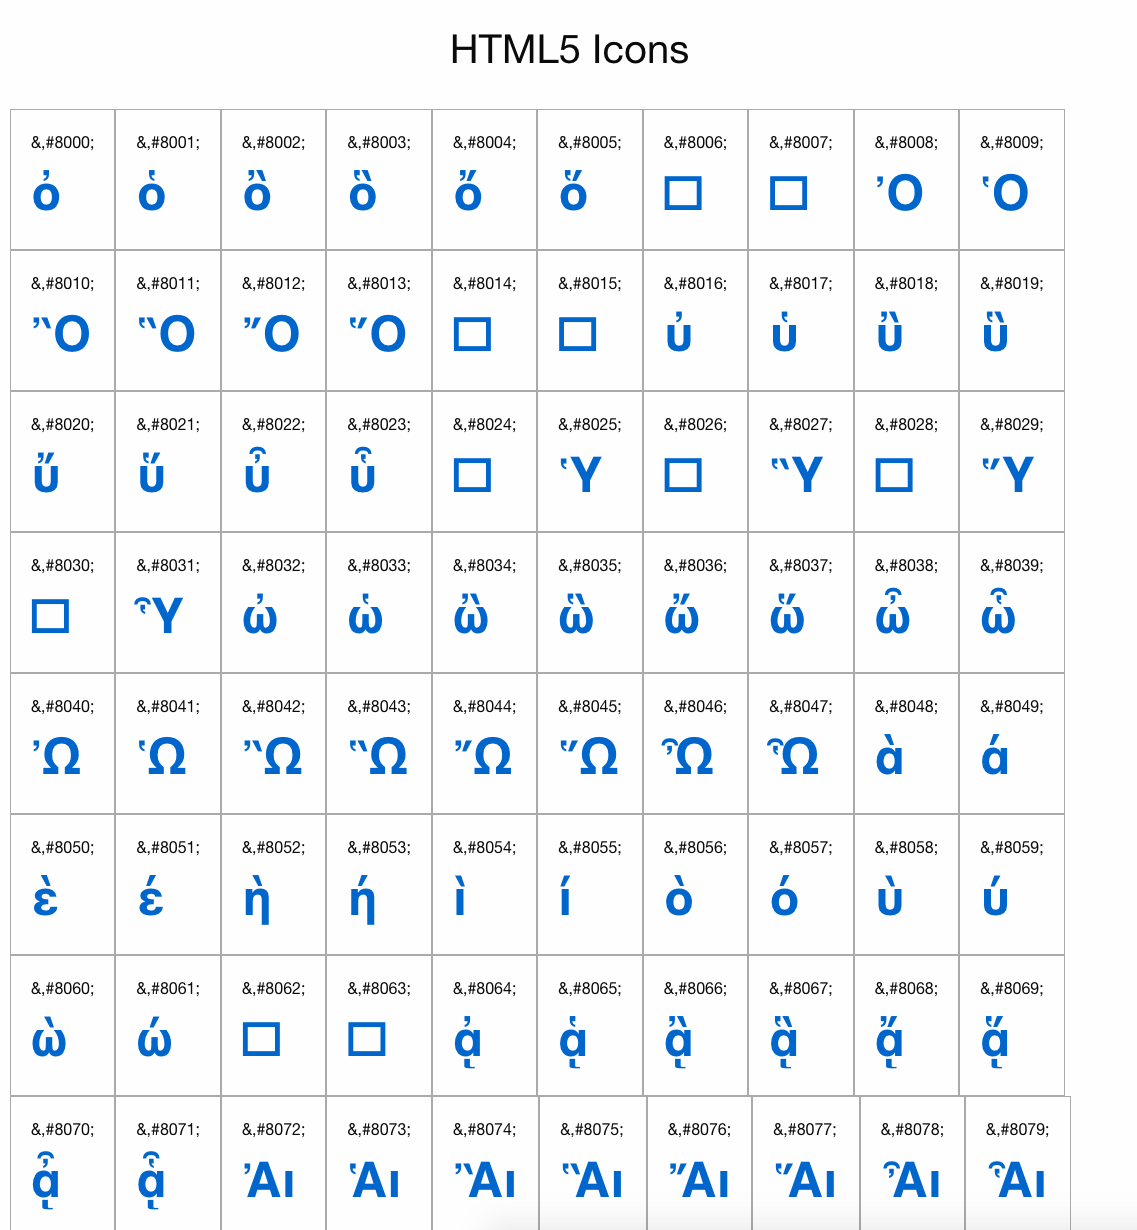 HTML5 Icons
&,#8000; &,#8001; &,#8002; &,#8003; &,#8004; &,#8005; &,#8006; &,#8007; &,#8008; &,#8009;
ὀ ὁ ὂ ὃ ὄ ὅ □ □ Ὀ Ὁ
&,#8010; &,#8011; &,#8012; &,#8013; &,#8014; &,#8015; &,#8016; &,#8017; &,#8018; &,#8019;
Ὂ Ὃ Ὄ Ὅ □ □ ὐ ὑ ὒ ὓ
&,#8020; &,#8021; &,#8022; &,#8023; &,#8024; &,#8025; &,#8026; &,#8027; &,#8028; &,#8029;
ὔ ὕ ὖ ὗ □ Ὑ □ Ὓ □ Ὕ
&,#8030; &,#8031; &,#8032; &,#8033; &,#8034; &,#8035; &,#8036; &,#8037; &,#8038; &,#8039;
□ Ὗ ὠ ὡ ὢ ὣ ὤ ὥ ὦ ὧ
&,#8040; &,#8041; &,#8042; &,#8043; &,#8044; &,#8045; &,#8046; &,#8047; &,#8048; &,#8049;
Ὠ Ὡ Ὢ Ὣ Ὤ Ὥ Ὦ Ὧ ὰ ά
&,#8050; &,#8051; &,#8052; &,#8053; &,#8054; &,#8055; &,#8056; &,#8057; &,#8058; &,#8059;
ὲ έ ὴ ή ὶ ί ὸ ό ὺ ύ
&,#8060; &,#8061; &,#8062; &,#8063; &,#8064; &,#8065; &,#8066; &,#8067; &,#8068; &,#8069;
ὼ ώ □ □ ᾀ ᾁ ᾂ ᾃ ᾄ ᾅ
&,#8070; &,#8071; &,#8072; &,#8073; &,#8074; &,#8075; &,#8076; &,#8077; &,#8078; &,#8079;
ᾆ ᾇ ᾈ ᾉ ᾊ ᾋ ᾌ ᾍ ᾎ ᾏ